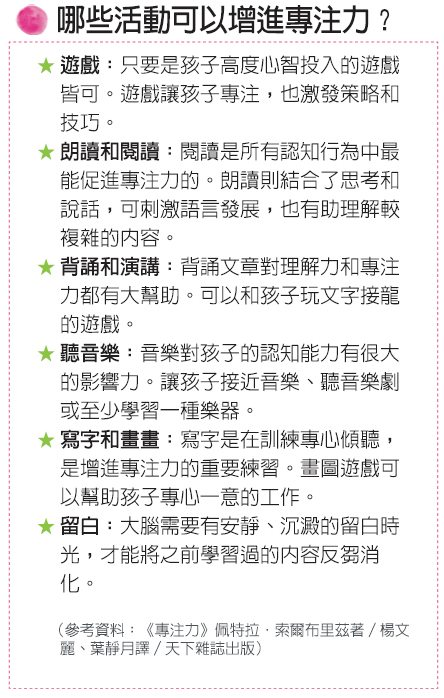 哪些活動可以增進專注力？
★ 遊戲：只要是孩子高度心智投入的遊戲
皆可。遊戲讓孩子專注，也激發策略和
技巧。
★ 朗讀和閱讀：閱讀是所有認知行為中最
能促進專注力的。朗讀則結合了思考和
說話，可刺激語言發展，也有助理解較
複雜的內容。
★ 背誦和演講：背誦文章對理解力和專注
力都有大幫助。可以和孩子玩文字接龍
的遊戲。
★ 聽音樂：音樂對孩子的認知能力有很大
的影響力。讓孩子接近音樂、聽音樂劇
或至少學習一種樂器。
★ 寫字和畫畫：寫字是在訓練專心傾聽，
是增進專注力的重要練習。畫圖遊戲可
以幫助孩子專心一意的工作。
★ 留白：大腦需要有安靜、沉澱的留白時
光，才能將之前學習過的內容反芻消
化。
（參考資料：《專注力》佩特拉．索爾布里茲著／楊文
麗、葉靜月譯／天下雜誌出版）